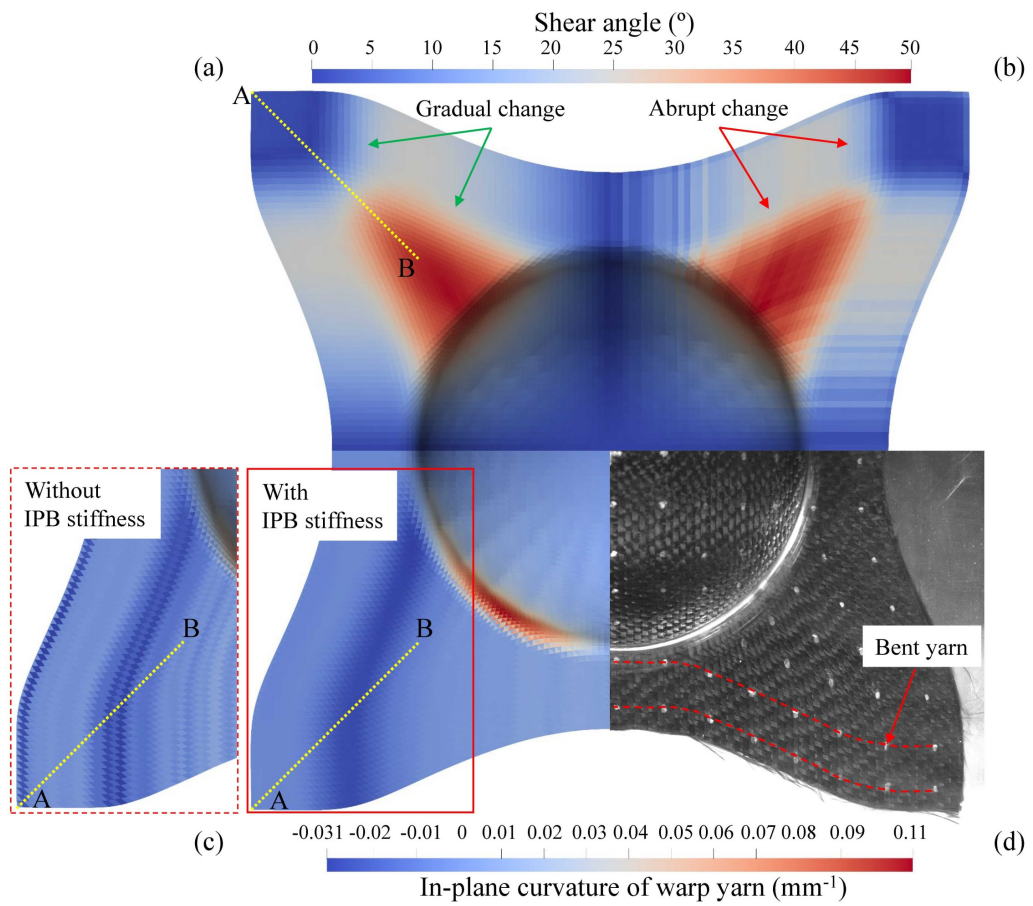 Shear angle (º)
0 5 10 15 20 25 30 35 40 45 50
(a)
(b)
A
Gradual change
Abrupt change
B
Without
IPB stiffness
With
IPB stiffness
B
B
Bent yarn
A
A
-0.031 -0.02 -0.01 0 0.01 0.02 0.03 0.04 0.05 0.06 0.07 0.08 0.09 0.11
(c)
(d)
In-plane curvature of warp yarn (mm⁻¹)